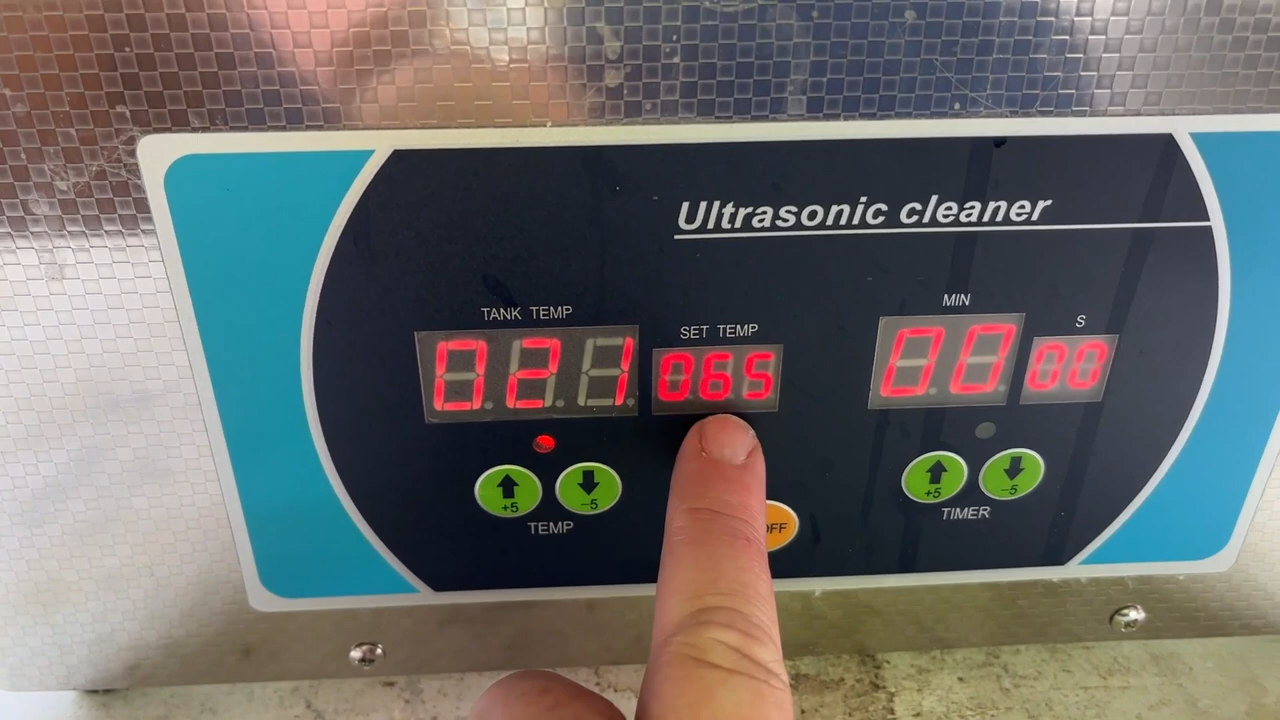 Ultrasonic cleaner
TANK TEMP
SET TEMP
MIN
S
021
065
00
00
+5
-5
TEMP
OFF
+5
-5
TIMER